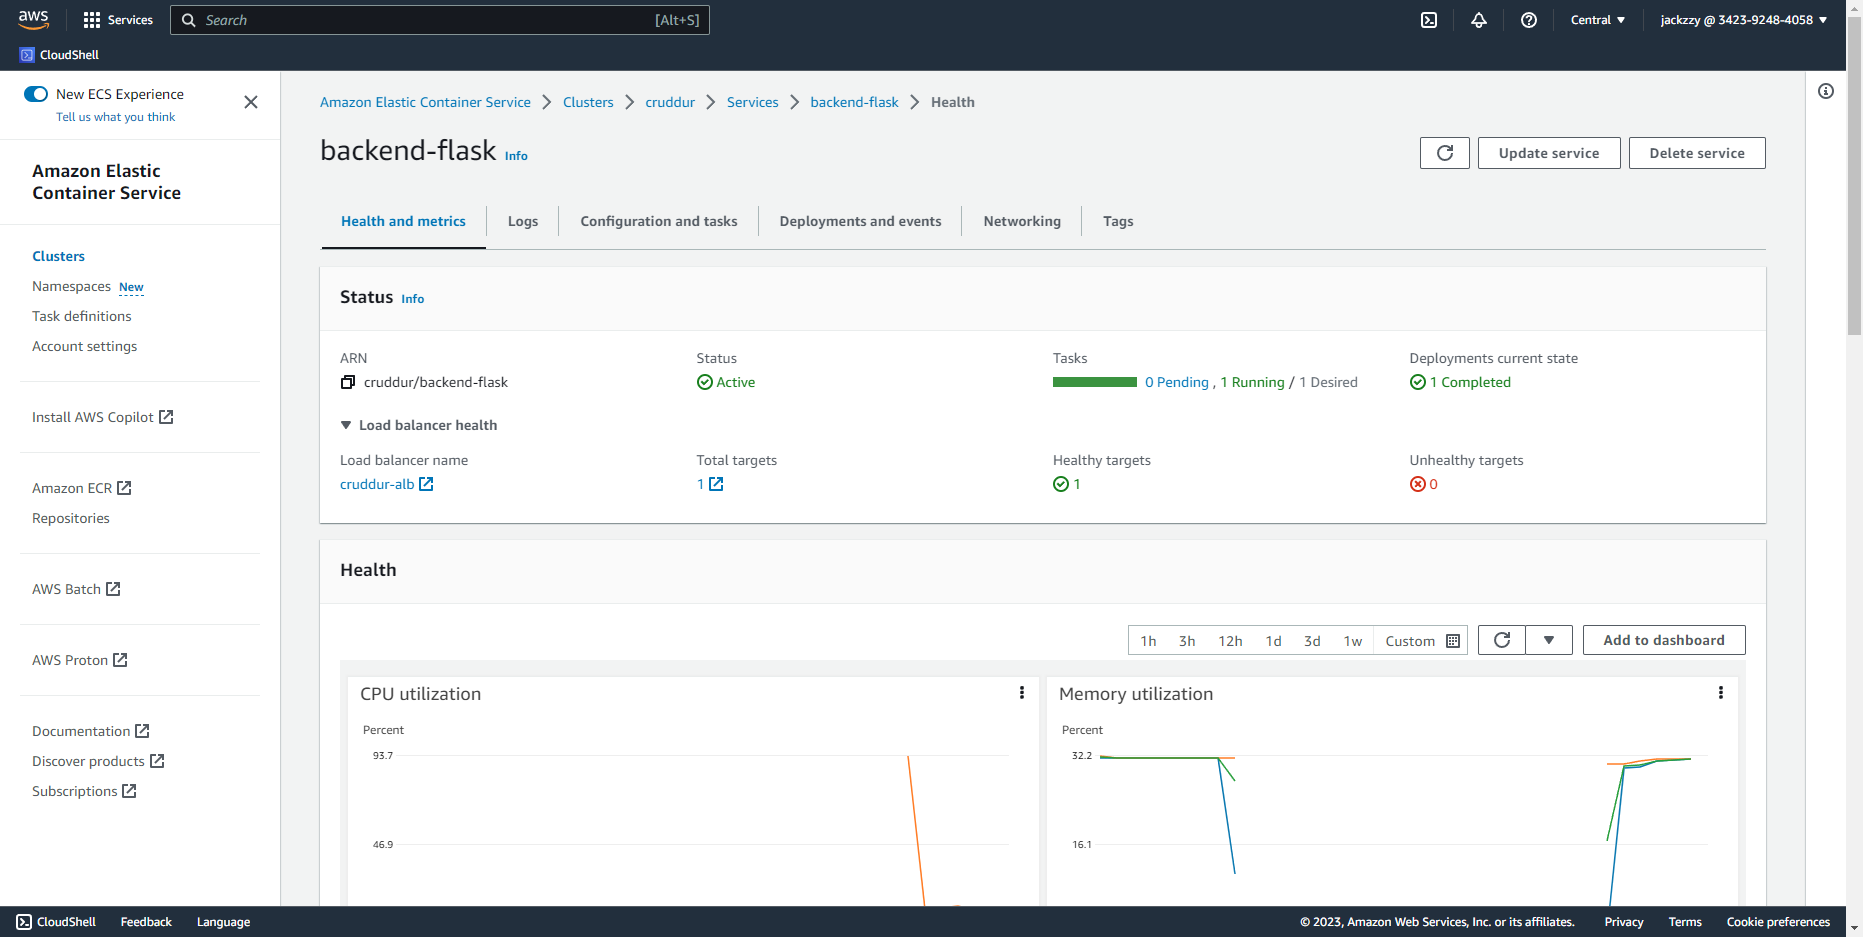 aws
Services
Search
[Alt+S]
Central
jackzzy @ 3423-9248-4058
CloudShell
New ECS Experience
Tell us what you think
Amazon Elastic
Container Service
Clusters
Namespaces New
Task definitions
Account settings
Install AWS Copilot
Amazon ECR
Repositories
AWS Batch
AWS Proton
Documentation
Discover products
Subscriptions
Amazon Elastic Container Service
Clusters
cruddur
Services
backend-flask
Health
backend-flask Info
Update service
Delete service
Health and metrics
Logs
Configuration and tasks
Deployments and events
Networking
Tags
Status Info
ARN
cruddur/backend-flask
Status
Active
Tasks
0 Pending , 1 Running / 1 Desired
Deployments current state
1 Completed
Load balancer health
Load balancer name
cruddur-alb
Total targets
1
Healthy targets
1
Unhealthy targets
0
Health
1h
3h
12h
1d
3d
1w
Custom
Add to dashboard
CPU utilization
Percent
93.7
46.9
Memory utilization
Percent
32.2
16.1
CloudShell
Feedback
Language
© 2023, Amazon Web Services, Inc. or its affiliates.
Privacy
Terms
Cookie preferences